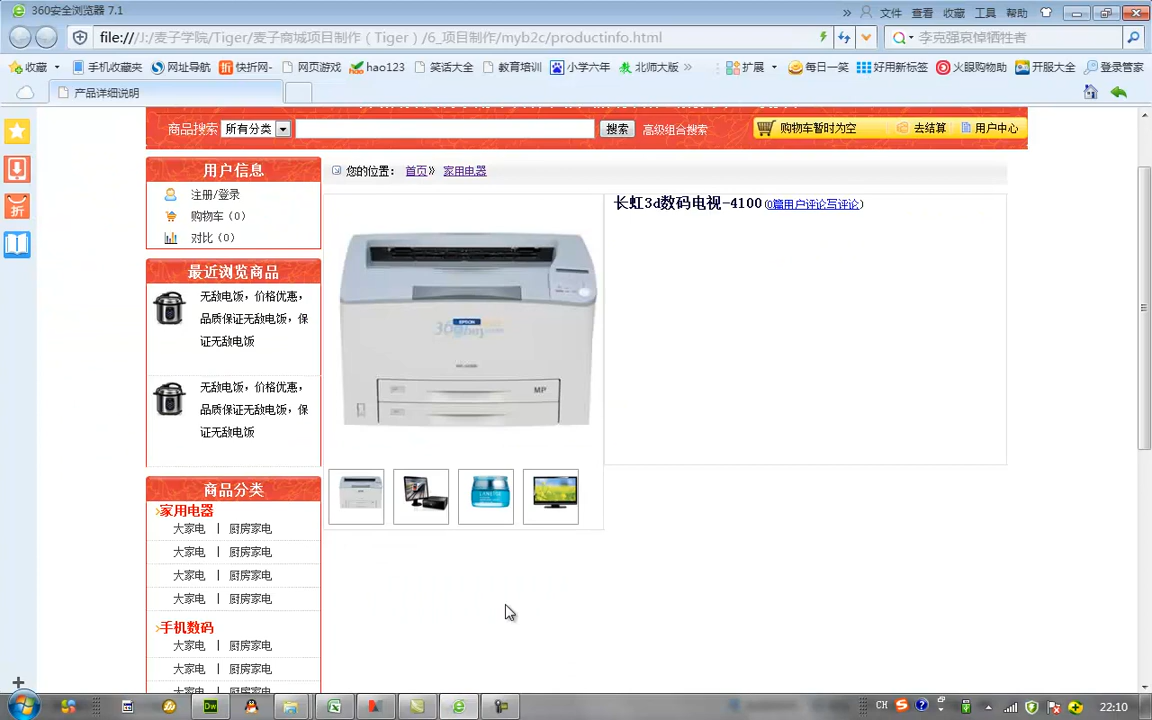 360安全浏览器 7.1
» 文件 查看 收藏 工具 帮助
file:///J:/麦子学院/Tiger/麦子商城项目制作（Tiger）/6_项目制作/myb2c/productinfo.html
李克强哀悼牺牲者
收藏 手机收藏夹 网址导航 快折网- 网页游戏 hao123 笑话大全 教育培训 小学六年 北师大版 » 扩展 每日一笑 好用新标签 火眼购物助 开服大全 登录管家
产品详细说明
商品搜索 所有分类 搜索 高级组合搜索 购物车暂时为空 去结算 用户中心
用户信息
注册/登录
购物车（0）
对比（0）
最近浏览商品
无敌电饭，价格优惠，
品质保证无敌电饭，保
证无敌电饭
无敌电饭，价格优惠，
品质保证无敌电饭，保
证无敌电饭
商品分类
家用电器
大家电 | 厨房家电
大家电 | 厨房家电
大家电 | 厨房家电
大家电 | 厨房家电
手机数码
大家电 | 厨房家电
大家电 | 厨房家电
大家电 | 厨房家电
您的位置： 首页» 家用电器
长虹3d数码电视-4100 (0篇用户评论写评论)
EPSON
MP
折
Dw
CH
22:10